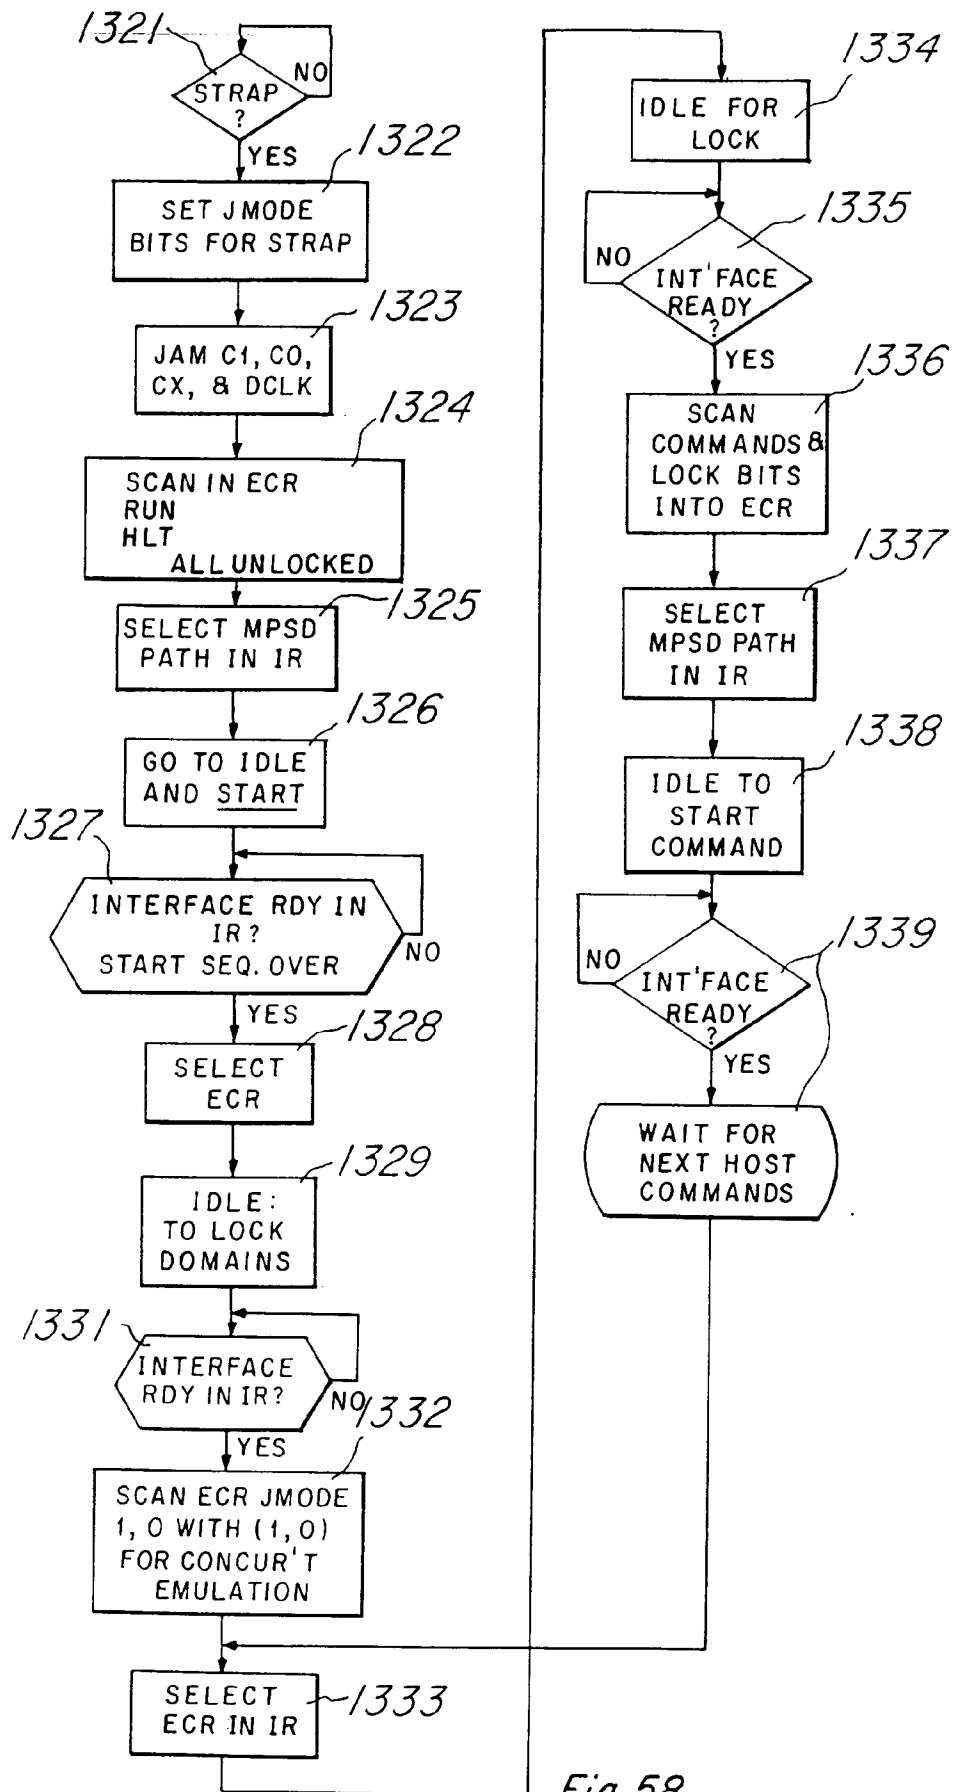 1321
STRAP
?
NO
YES
1322
SET JMODE
BITS FOR STRAP
1323
JAM C1, C0,
CX, & DCLK
1324
SCAN IN ECR
RUN
HLT
ALL UNLOCKED
1325
SELECT MPSD
PATH IN IR
1326
GO TO IDLE
AND START
1327
INTERFACE RDY IN
IR?
START SEQ. OVER
NO
YES
1328
SELECT
ECR
1329
IDLE:
TO LOCK
DOMAINS
1331
INTERFACE
RDY IN IR?
NO
YES
1332
SCAN ECR JMODE
1, 0 WITH (1, 0)
FOR CONCUR'T
EMULATION
1333
SELECT
ECR IN IR
1334
IDLE FOR
LOCK
1335
NO
INT'FACE
READY
?
YES
1336
SCAN
COMMANDS &
LOCK BITS
INTO ECR
1337
SELECT
MPSD PATH
IN IR
1338
IDLE TO
START
COMMAND
1339
NO
INT'FACE
READY
?
YES
WAIT FOR
NEXT HOST
COMMANDS
Fig. 58